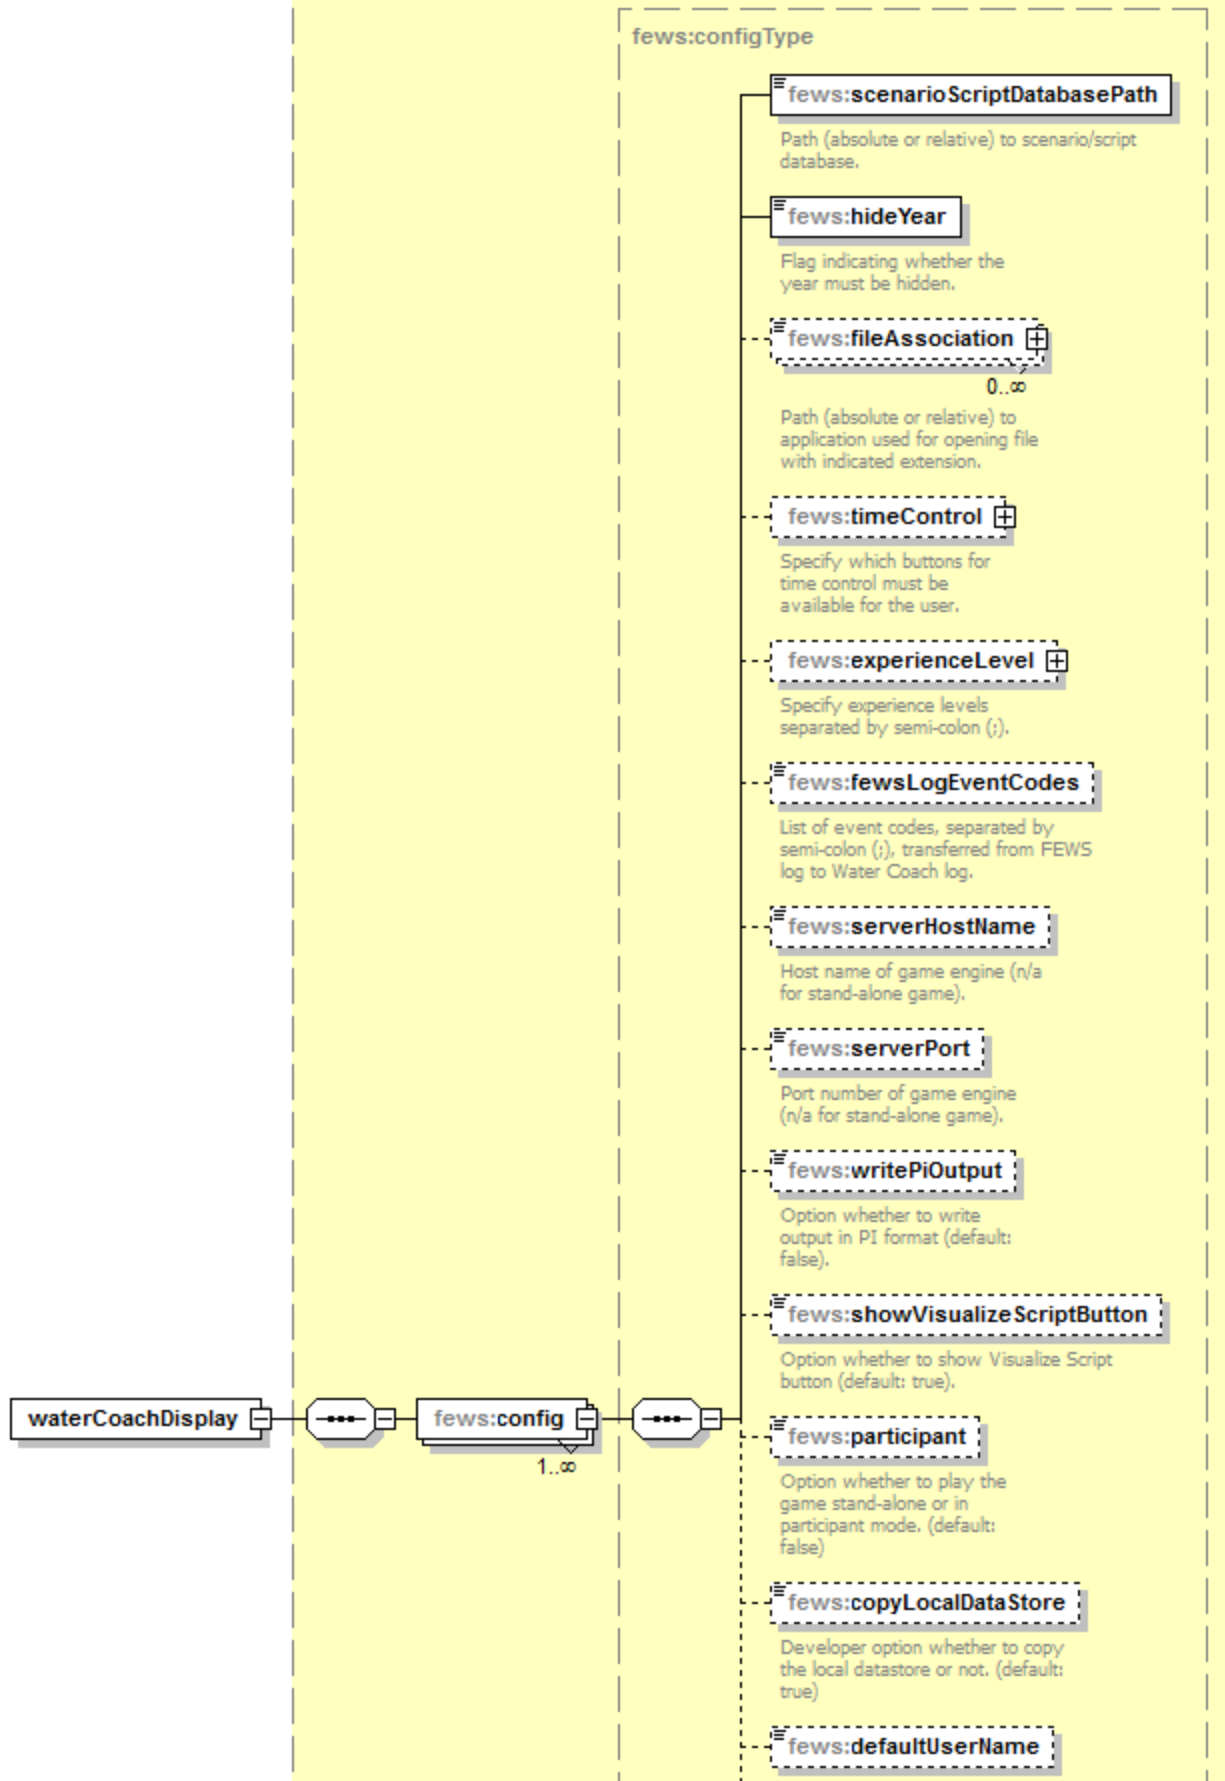 fews:configType
fews:scenarioScriptDatabasePath
Path (absolute or relative) to scenario/script
database.
fews:hideYear
Flag indicating whether the
year must be hidden.
fews:fileAssociation
0..∞
Path (absolute or relative) to
application used for opening file
with indicated extension.
fews:timeControl
Specify which buttons for
time control must be
available for the user.
fews:experienceLevel
Specify experience levels
separated by semi-colon (;).
fews:fewsLogEventCodes
List of event codes, separated by
semi-colon (;), transferred from FEWS
log to Water Coach log.
fews:serverHostName
Host name of game engine (n/a
for stand-alone game).
fews:serverPort
Port number of game engine
(n/a for stand-alone game).
fews:writePiOutput
Option whether to write
output in PI format (default:
false).
fews:showVisualizeScriptButton
Option whether to show Visualize Script
button (default: true).
waterCoachDisplay
fews:config
1..∞
fews:participant
Option whether to play the
game stand-alone or in
participant mode. (default:
false)
fews:copyLocalDataStore
Developer option whether to copy
the local datastore or not. (default:
true)
fews:defaultUserName